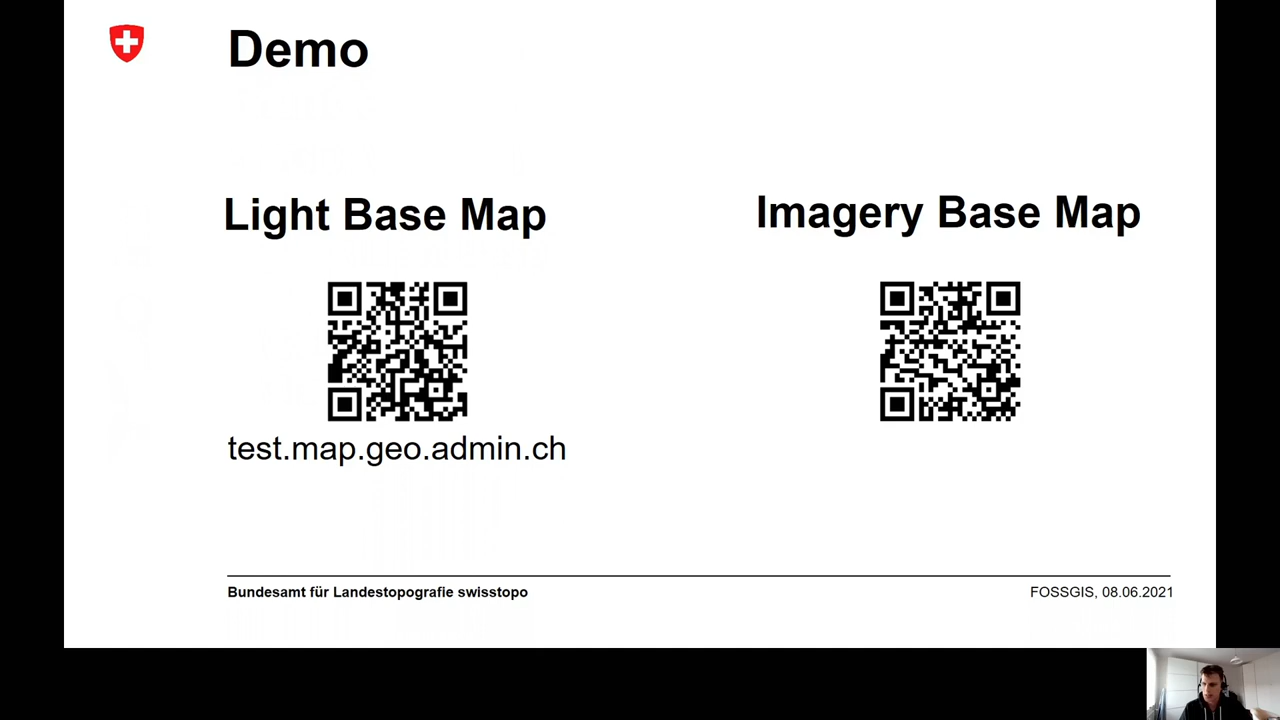 Demo
Light Base Map
Imagery Base Map
test.map.geo.admin.ch
Bundesamt für Landestopografie swisstopo
FOSSGIS, 08.06.2021